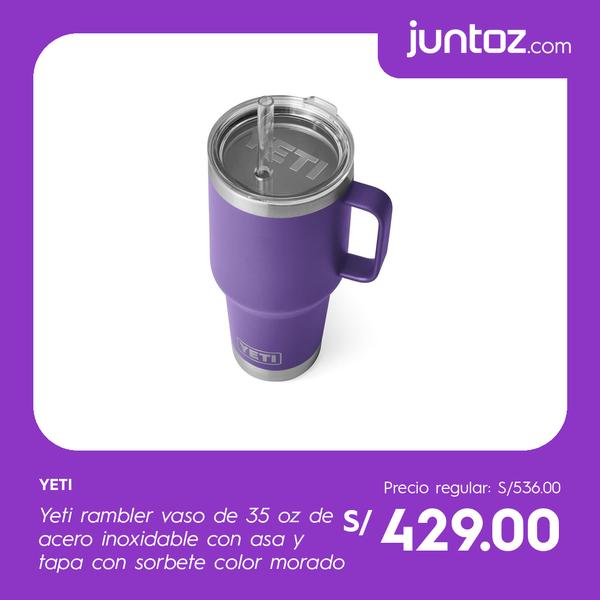 juntoz.com
YETI
YETI
YETI
Precio regular: S/536.00
Yeti rambler vaso de 35 oz de
acero inoxidable con asa y
tapa con sorbete color morado
S/ 429.00